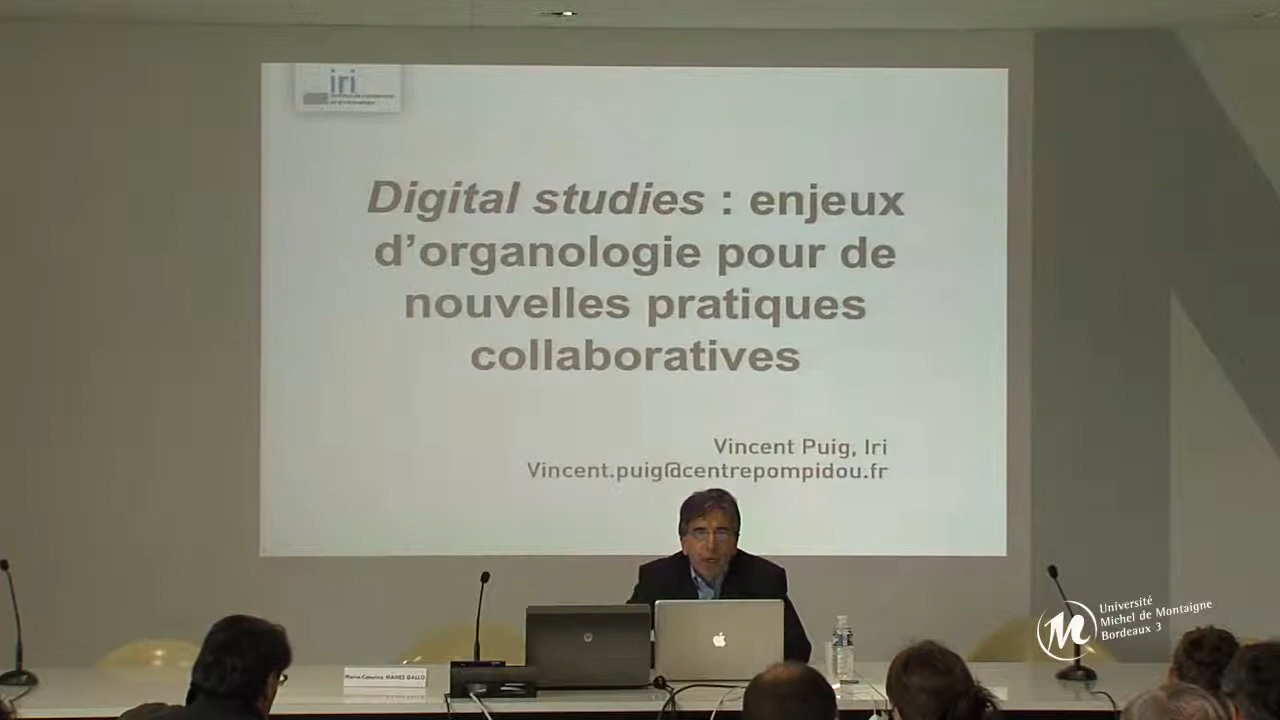 iri
Digital studies : enjeux
d’organologie pour de
nouvelles pratiques
collaboratives
Vincent Puig, Iri
Vincent.puig@centrepompidou.fr
hp
Université
Michel de Montaigne
Bordeaux 3